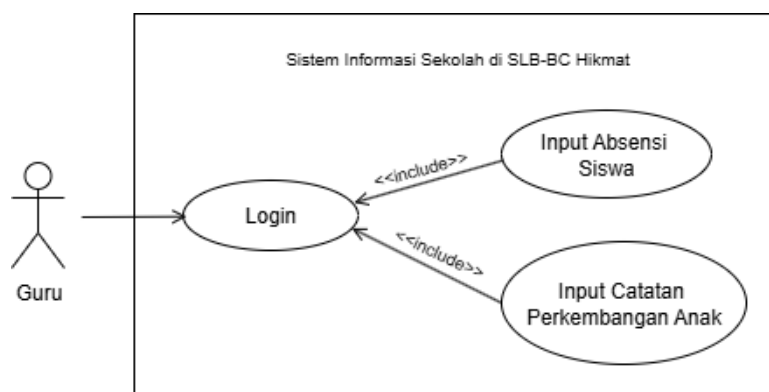 Sistem Informasi Sekolah di SLB-BC Hikmat
Input Absensi
Siswa
<<include>>
Login
<<include>>
Guru
Input Catatan
Perkembangan Anak